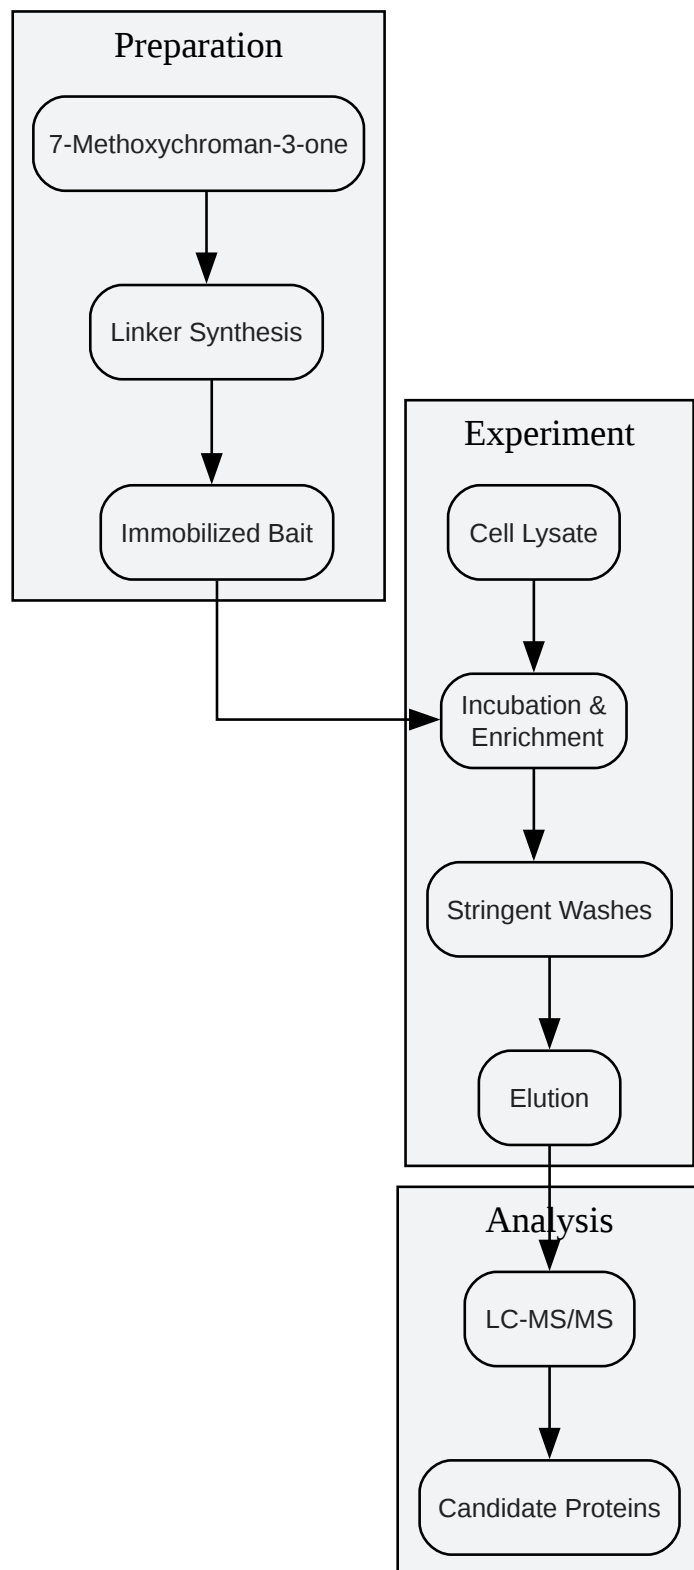 Preparation
7-Methoxychroman-3-one
Linker Synthesis
Immobilized Bait
Experiment
Cell Lysate
Incubation &
Enrichment
Stringent Washes
Elution
Analysis
LC-MS/MS
Candidate Proteins